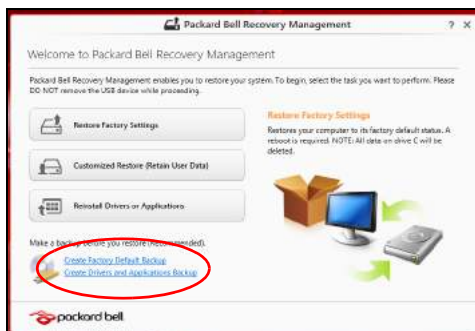 Packard Bell Recovery Management
? ×
Welcome to Packard Bell Recovery Management
Packard Bell Recovery Management enables you to restore your system. To begin, select the task you want to perform. Please
DO NOT remove the USB device while proceeding.
Restore Factory Settings
Customized Restore (Retain User Data)
Reinstall Drivers or Applications
Restore Factory Settings
Restores your computer to its factory default status. A
reboot is required. NOTE: All data on drive C will be
deleted.
Make a backup before you restore (Recommended).
Create Factory Default Backup
Create Drivers and Applications Backup
packard bell